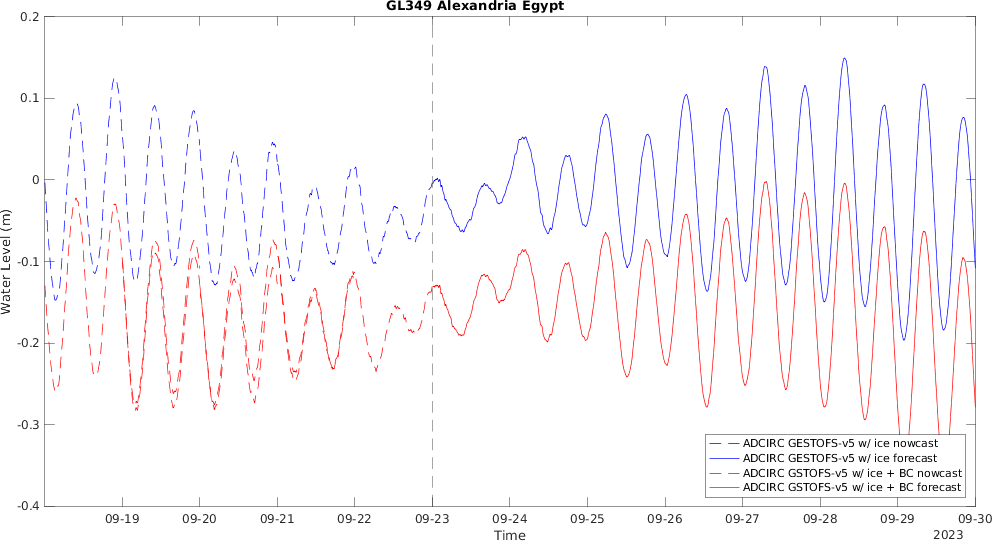 GL349 Alexandria Egypt
Water Level (m)
0.2
0.1
0
-0.1
-0.2
-0.3
-0.4
09-19 09-20 09-21 09-22 09-23 09-24 09-25 09-26 09-27 09-28 09-29 09-30
Time
2023
ADCIRC GESTOFS-v5 w/ ice nowcast
ADCIRC GESTOFS-v5 w/ ice forecast
ADCIRC GSTOFS-v5 w/ ice + BC nowcast
ADCIRC GSTOFS-v5 w/ ice + BC forecast